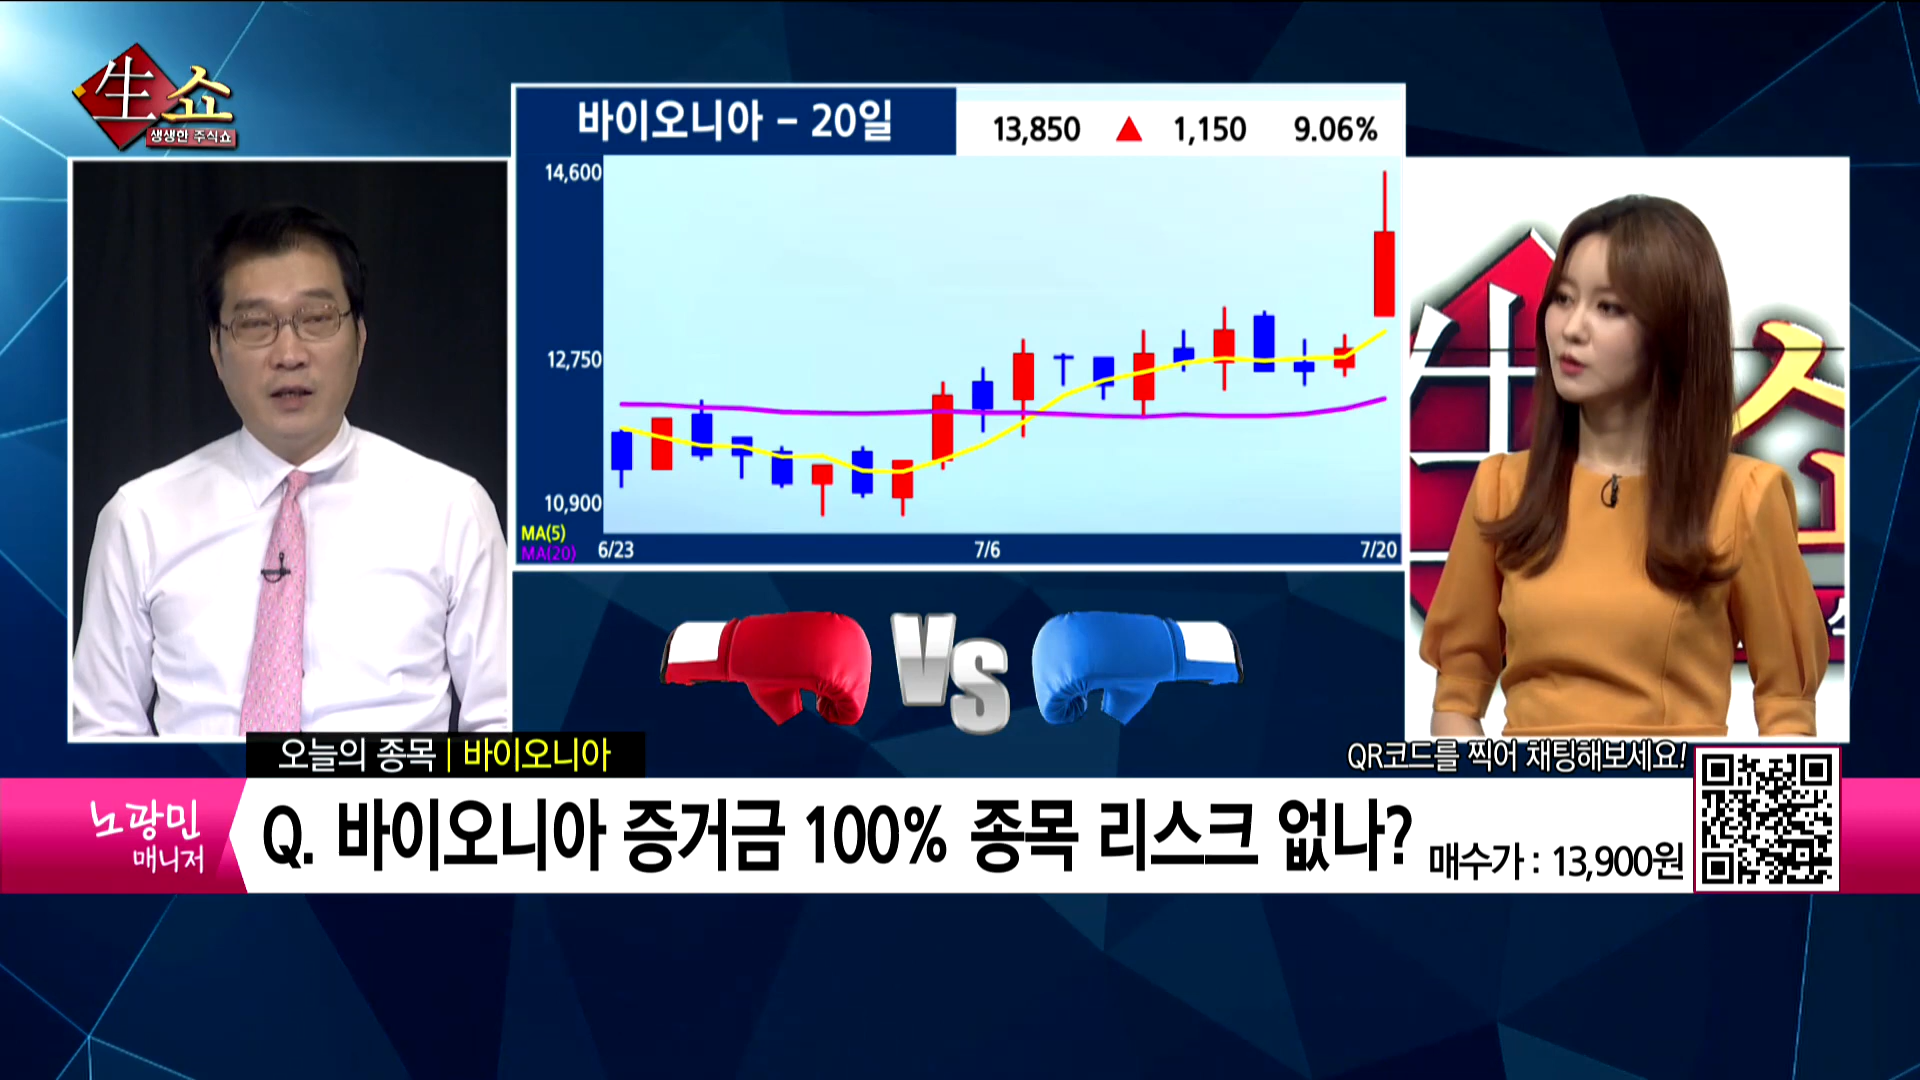 生쇼
생생한 주식쇼
바이오니아 - 20일
13,850 ▲ 1,150 9.06%
14,600
12,750
10,900
MA(5)
MA(20)
6/23 7/6 7/20
VS
오늘의 종목 | 바이오니아
QR코드를 찍어 채팅해보세요!
노광민
매니저
Q. 바이오니아 증거금 100% 종목 리스크 없나?
매수가 : 13,900원